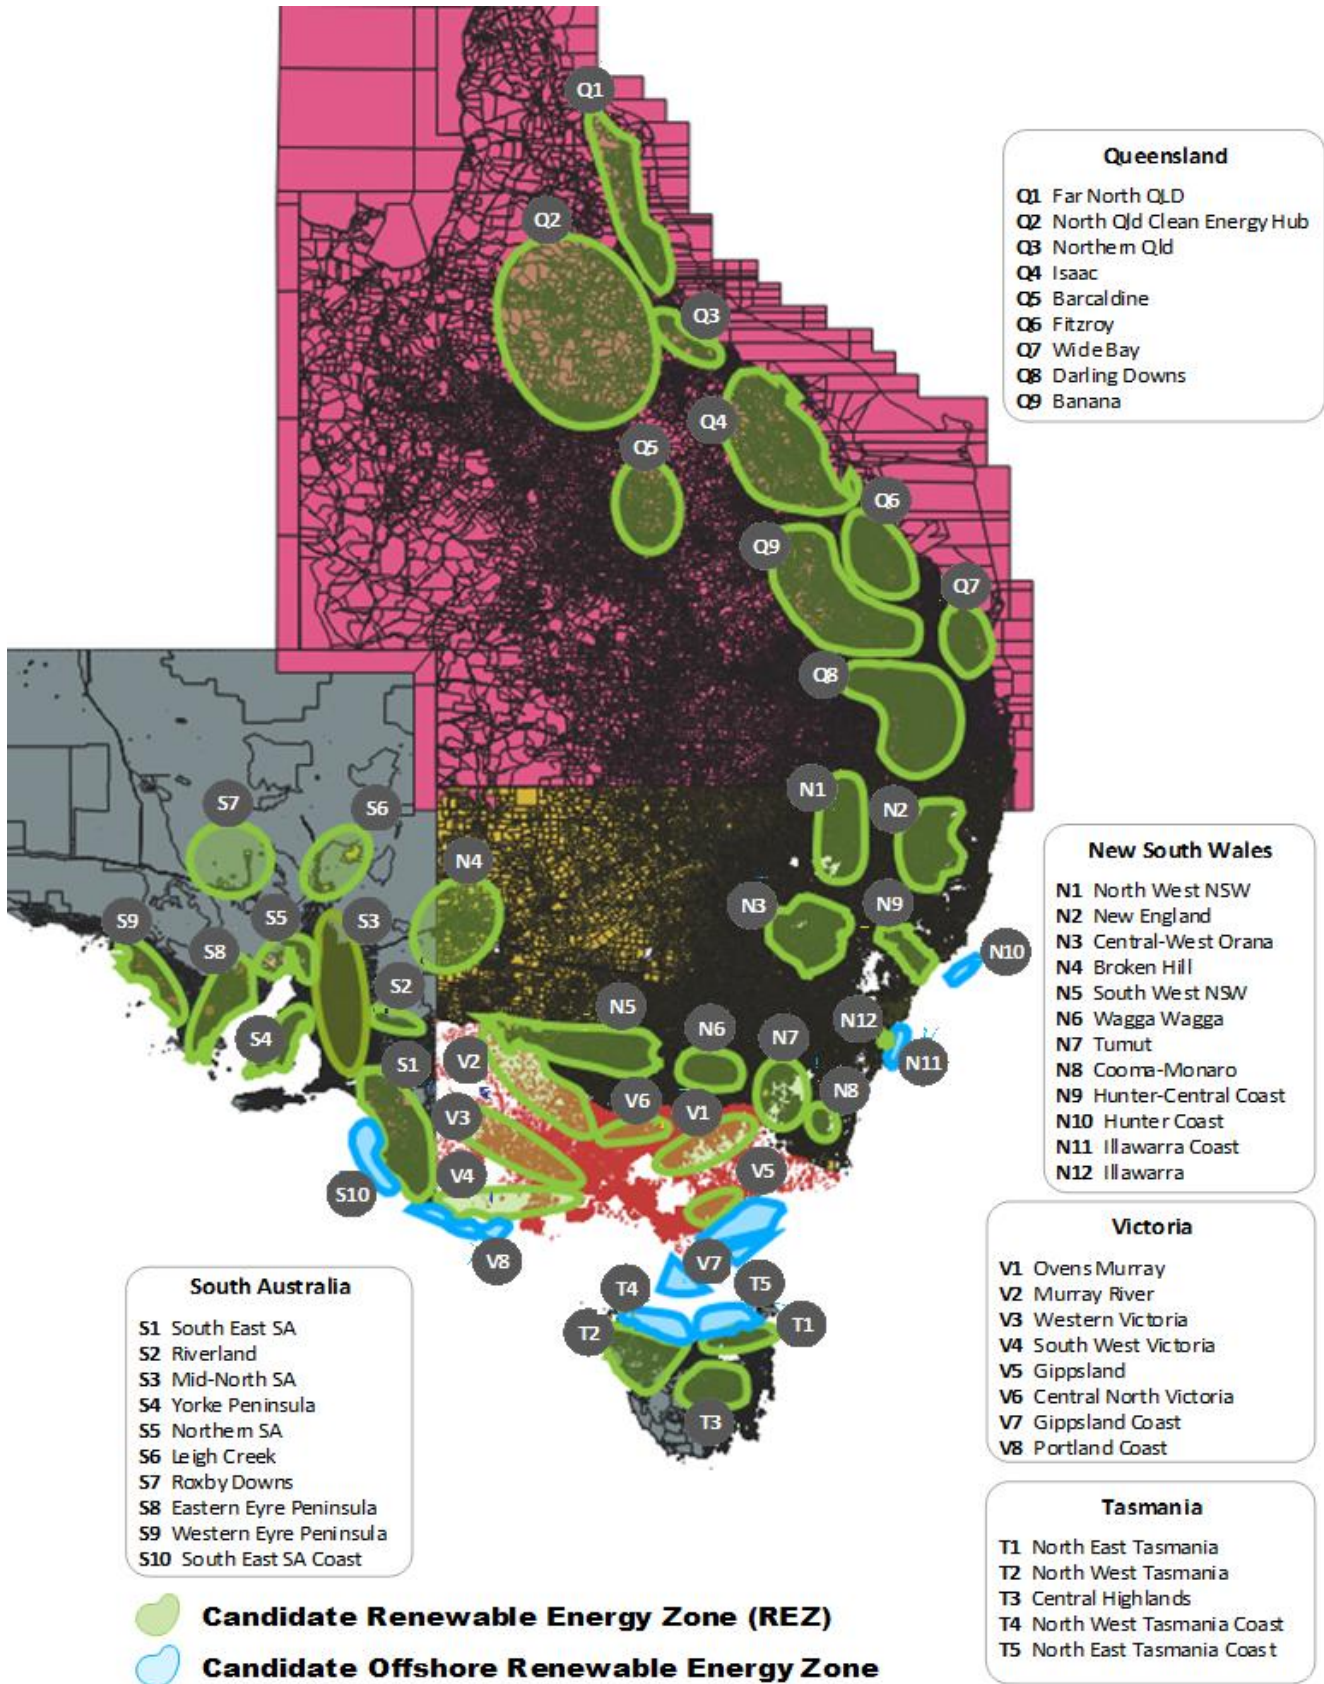 Q1
Q2
Q3
Q4
Q5
Q6
Q9
Q7
Q8
N1
N2
S7
S6
N4
N3
N9
S9
S5
S3
S8
N10
S2
N5
N12
N6
N7
S4
S1
V2
N11
N8
V6
V1
V3
V5
V4
S10
V8
V7
T4
T5
T2
T1
T3
Queensland
Q1 Far North QLD
Q2 North Qld Clean Energy Hub
Q3 Northern Qld
Q4 Isaac
Q5 Barcaldine
Q6 Fitzroy
Q7 Wide Bay
Q8 Darling Downs
Q9 Banana
New South Wales
N1 North West NSW
N2 New England
N3 Central-West Orana
N4 Broken Hill
N5 South West NSW
N6 Wagga Wagga
N7 Tumut
N8 Cooma-Monaro
N9 Hunter-Central Coast
N10 Hunter Coast
N11 Illawarra Coast
N12 Illawarra
Victoria
V1 Ovens Murray
V2 Murray River
V3 Western Victoria
V4 South West Victoria
V5 Gippsland
V6 Central North Victoria
V7 Gippsland Coast
V8 Portland Coast
South Australia
S1 South East SA
S2 Riverland
S3 Mid-North SA
S4 Yorke Peninsula
S5 Northern SA
S6 Leigh Creek
S7 Roxby Downs
S8 Eastern Eyre Peninsula
S9 Western Eyre Peninsula
S10 South East SA Coast
Tasmania
T1 North East Tasmania
T2 North West Tasmania
T3 Central Highlands
T4 North West Tasmania Coast
T5 North East Tasmania Coast
Candidate Renewable Energy Zone (REZ)
Candidate Offshore Renewable Energy Zone